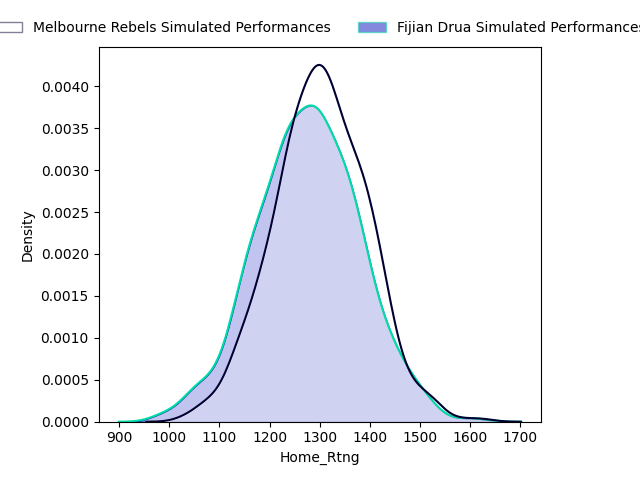 Melbourne Rebels Simulated Performances
Fijian Drua Simulated Performances
0.0040
0.0035
0.0030
0.0025
0.0020
0.0015
0.0010
0.0005
0.0000
Density
900 1000 1100 1200 1300 1400 1500 1600 1700
Home_Rtng